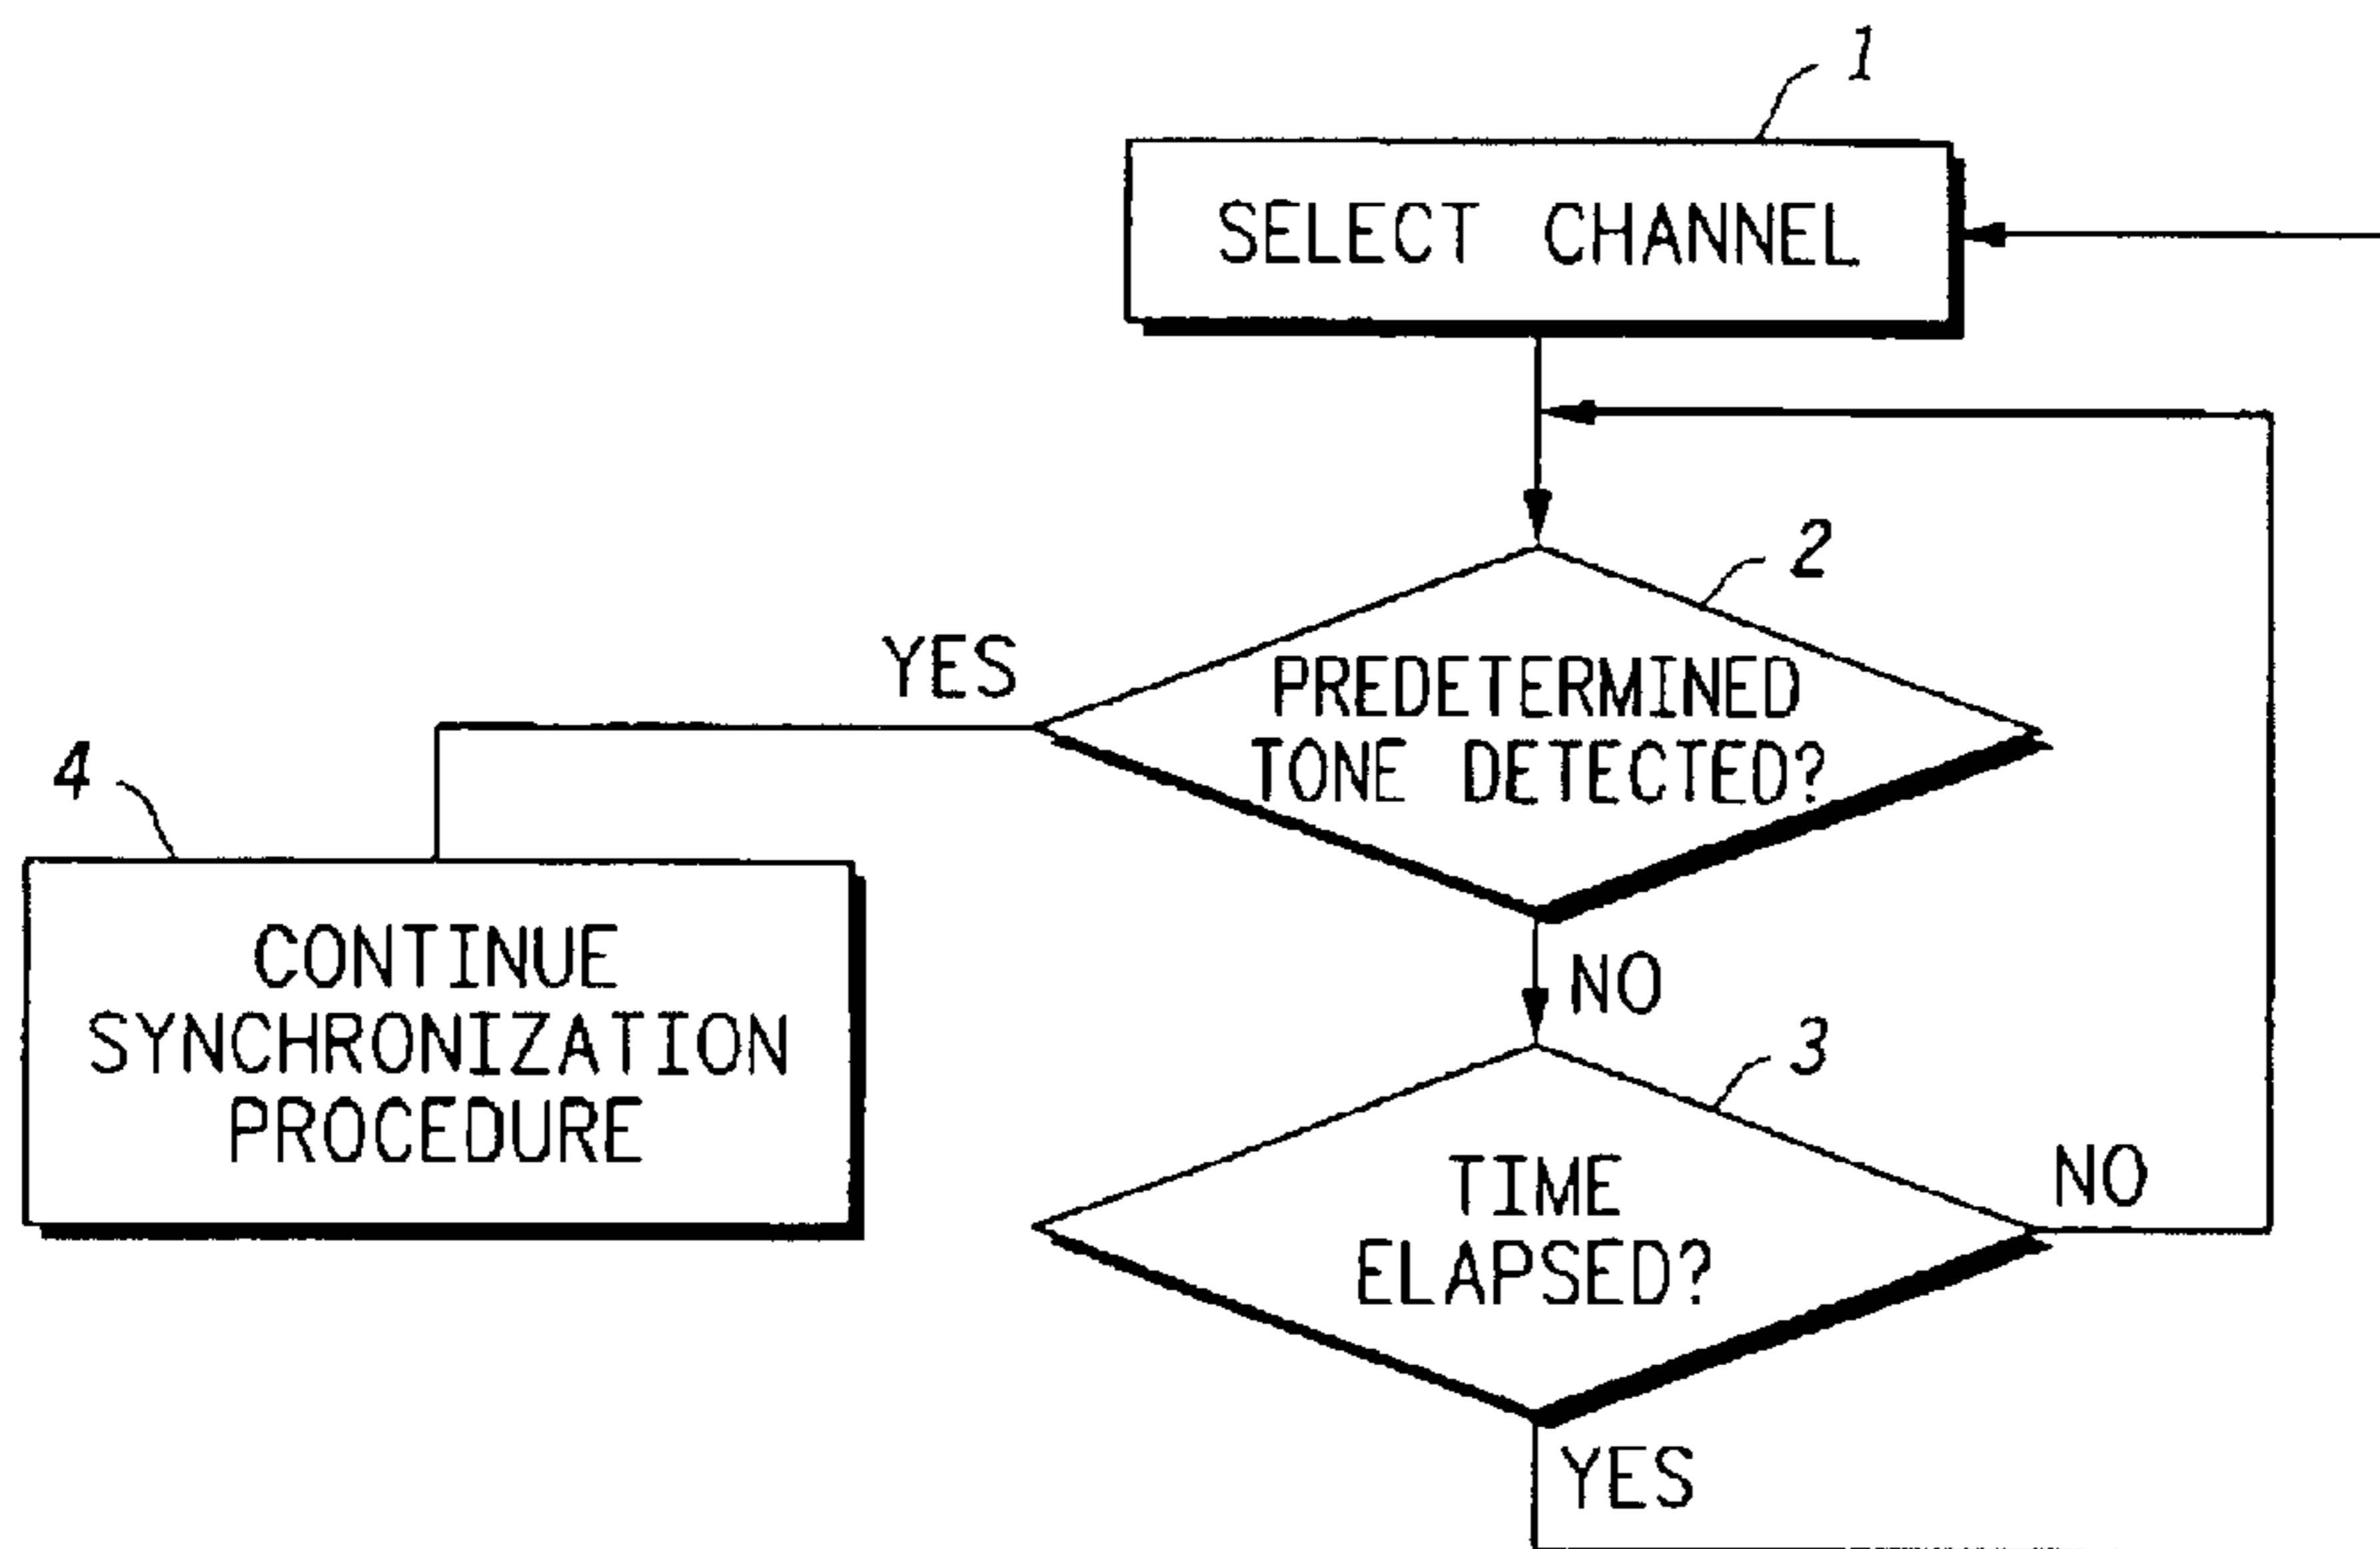 1
SELECT CHANNEL
2
YES
PREDETERMINED
TONE DETECTED?
4
CONTINUE
SYNCHRONIZATION
PROCEDURE
NO
3
TIME
ELAPSED?
NO
YES